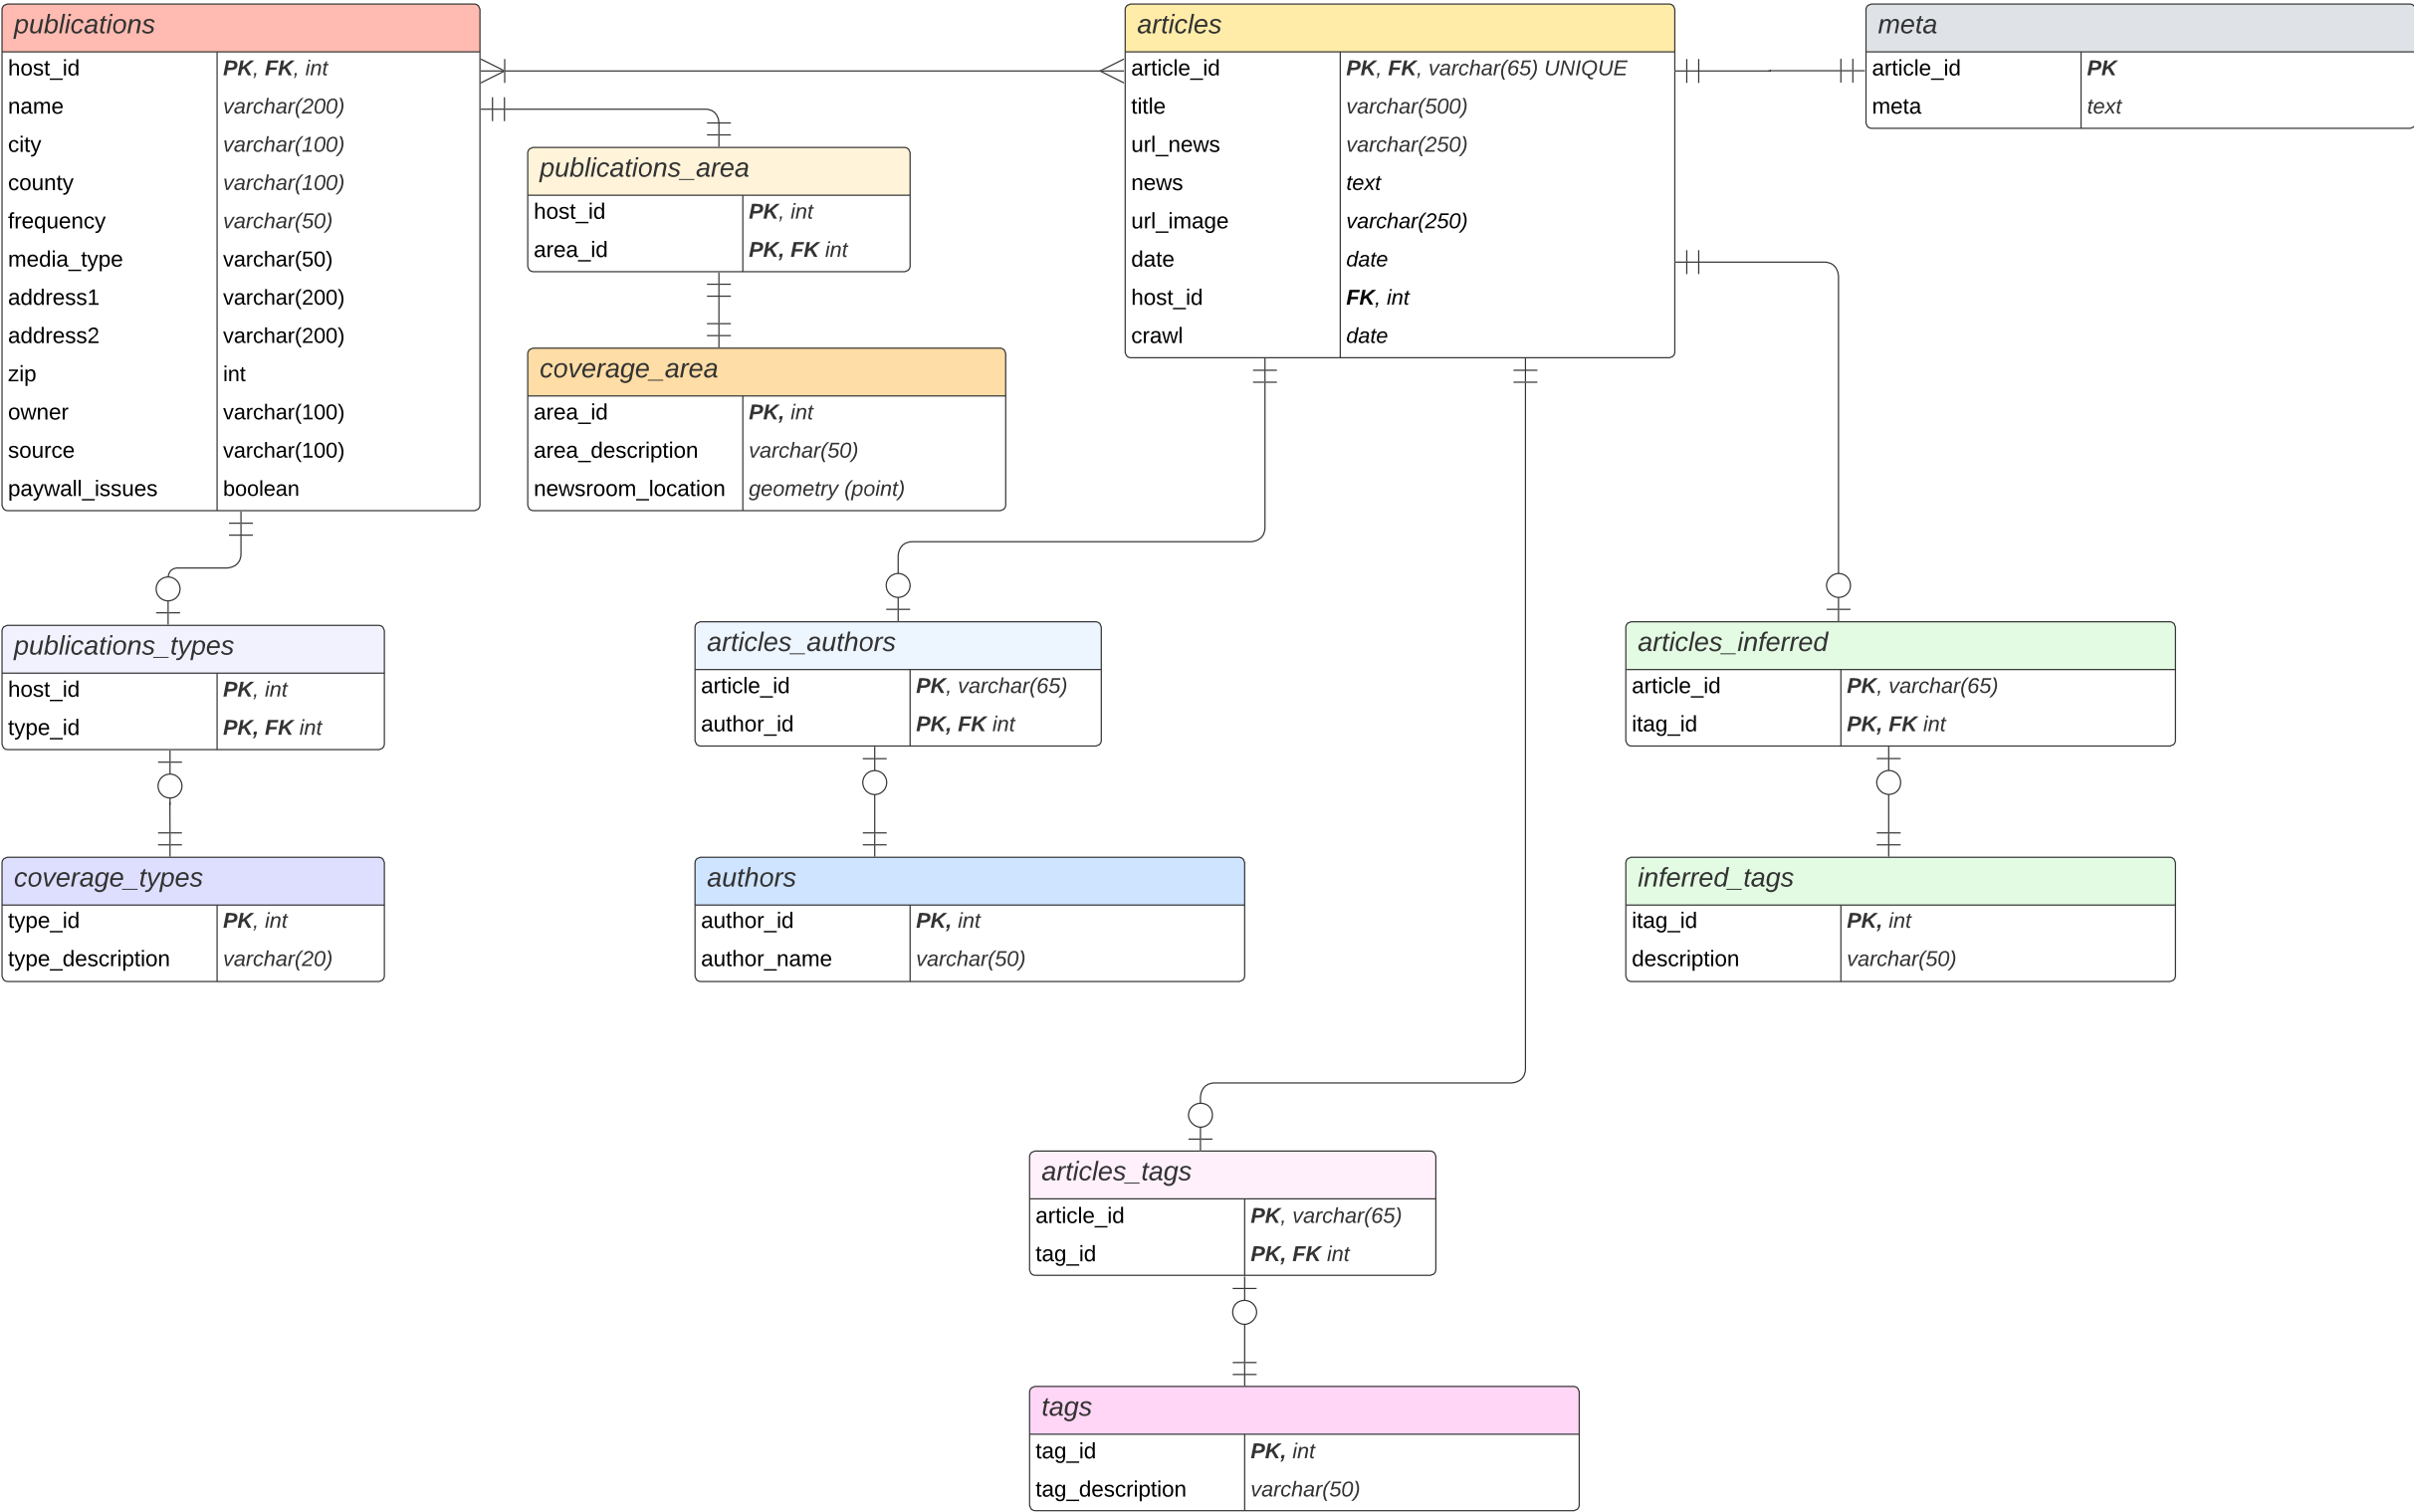 publications
host_id PK, FK, int
name varchar(200)
city varchar(100)
county varchar(100)
frequency varchar(50)
media_type varchar(50)
address1 varchar(200)
address2 varchar(200)
zip int
owner varchar(100)
source varchar(100)
paywall_issues boolean
publications_area
host_id PK, int
area_id PK, FK int
coverage_area
area_id PK, int
area_description varchar(50)
newsroom_location geometry (point)
articles
article_id PK, FK, varchar(65) UNIQUE
title varchar(500)
url_news varchar(250)
news text
url_image varchar(250)
date date
host_id FK, int
crawl date
meta
article_id PK
meta text
publications_types
host_id PK, int
type_id PK, FK int
coverage_types
type_id PK, int
type_description varchar(20)
articles_authors
article_id PK, varchar(65)
author_id PK, FK int
authors
author_id PK, int
author_name varchar(50)
articles_inferred
article_id PK, varchar(65)
itag_id PK, FK int
inferred_tags
itag_id PK, int
description varchar(50)
articles_tags
article_id PK, varchar(65)
tag_id PK, FK int
tags
tag_id PK, int
tag_description varchar(50)